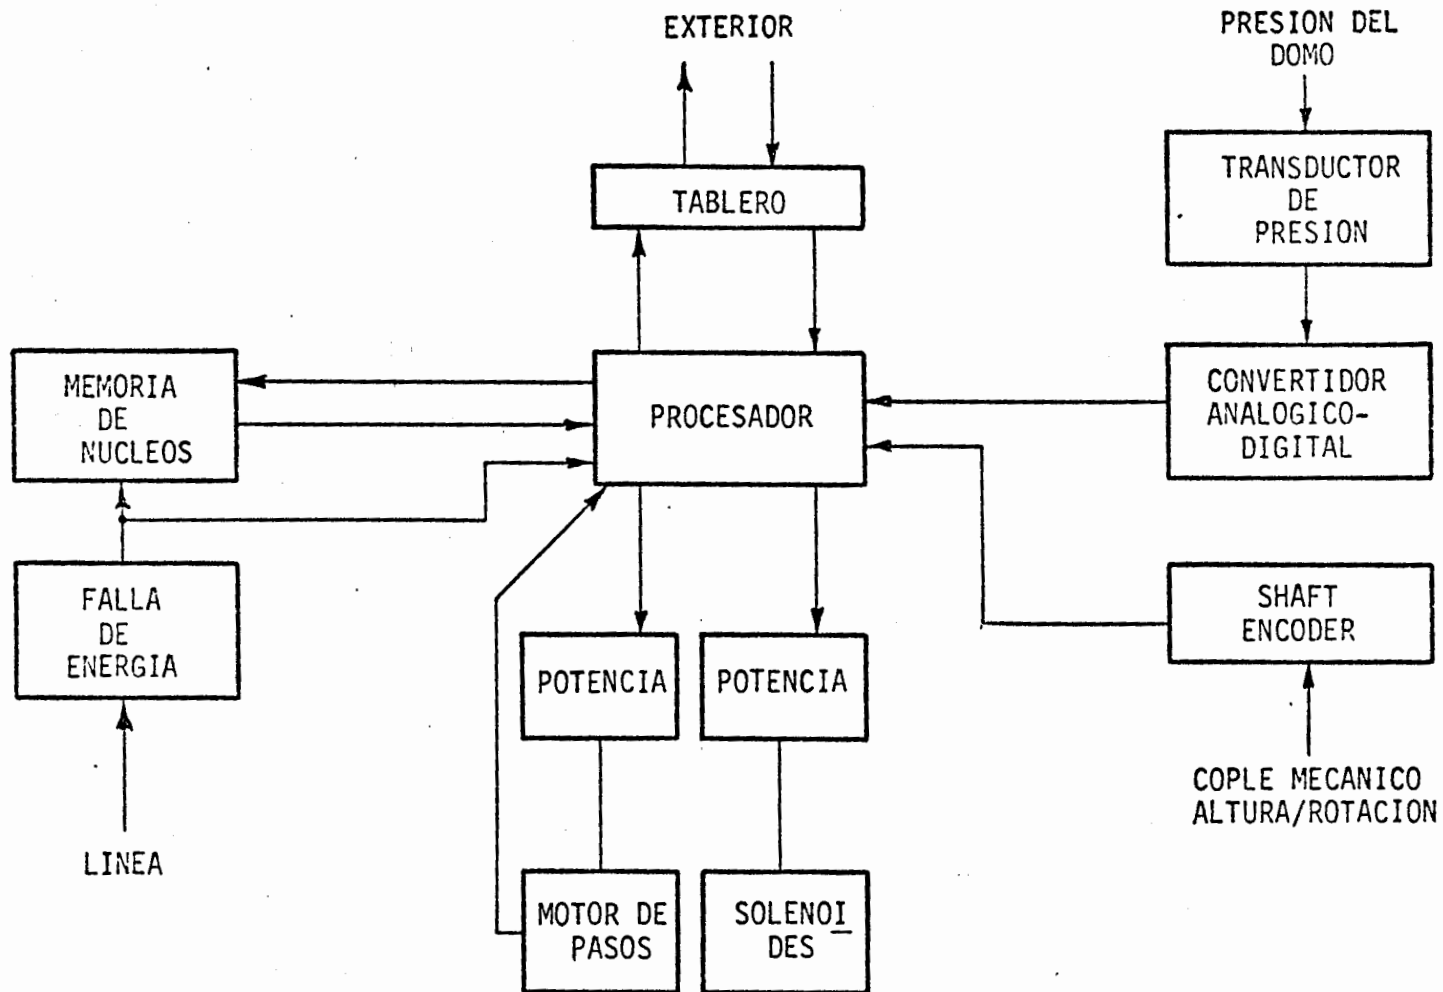 EXTERIOR
PRESION DEL
DOMO
TABLERO
TRANSDUCTOR
DE
PRESION
MEMORIA
DE
NUCLEOS
PROCESADOR
CONVERTIDOR
ANALOGICO-
DIGITAL
FALLA
DE
ENERGIA
SHAFT
ENCODER
POTENCIA
POTENCIA
COPLE MECANICO
ALTURA/ROTACION
LINEA
MOTOR DE
PASOS
SOLENOI
DES